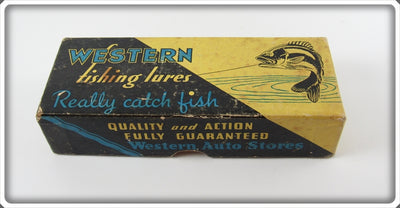 WESTERN
fishing lures
Really catch fish
QUALITY and ACTION
FULLY GUARANTEED
Western Auto Stores